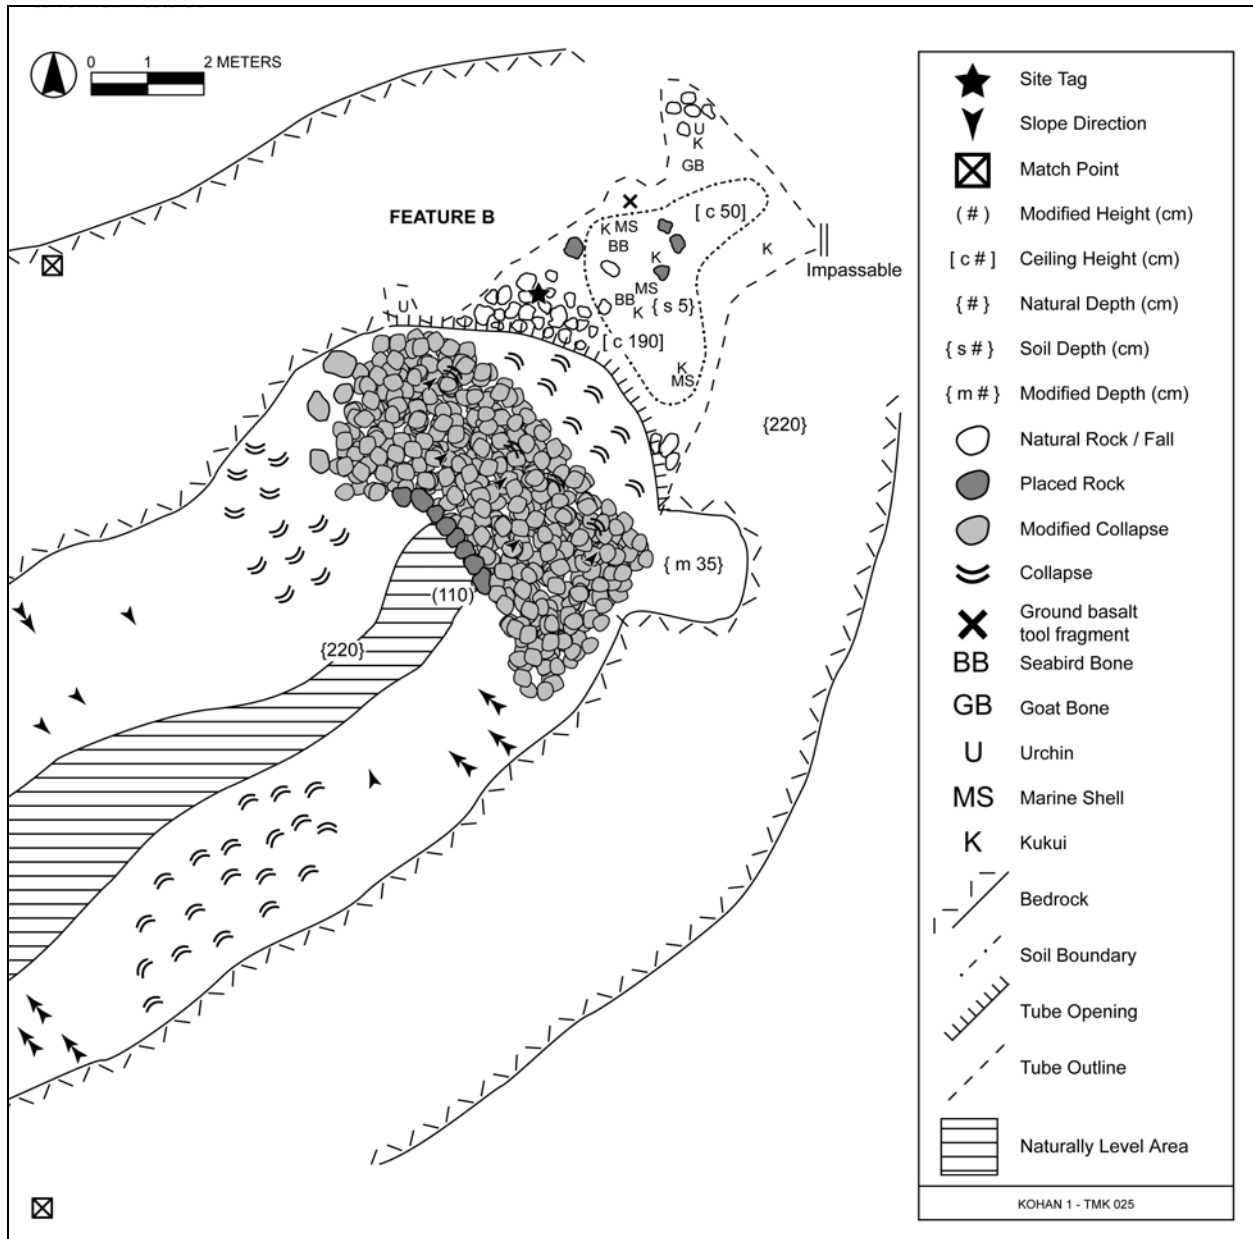 0 1 2 METERS
FEATURE B
U
K
GB
[ c 50]
K MS
BB
K
K
Impassable
MS
BB
K { s 5}
U
[ c 190]
K
MS
{220}
{ m 35}
(110)
{220}
Site Tag
Slope Direction
Match Point
( # ) Modified Height (cm)
[ c # ] Ceiling Height (cm)
{ # } Natural Depth (cm)
{ s # } Soil Depth (cm)
{ m # } Modified Depth (cm)
Natural Rock / Fall
Placed Rock
Modified Collapse
Collapse
Ground basalt
tool fragment
BB Seabird Bone
GB Goat Bone
U Urchin
MS Marine Shell
K Kukui
Bedrock
Soil Boundary
Tube Opening
Tube Outline
Naturally Level Area
KOHAN 1 - TMK 025